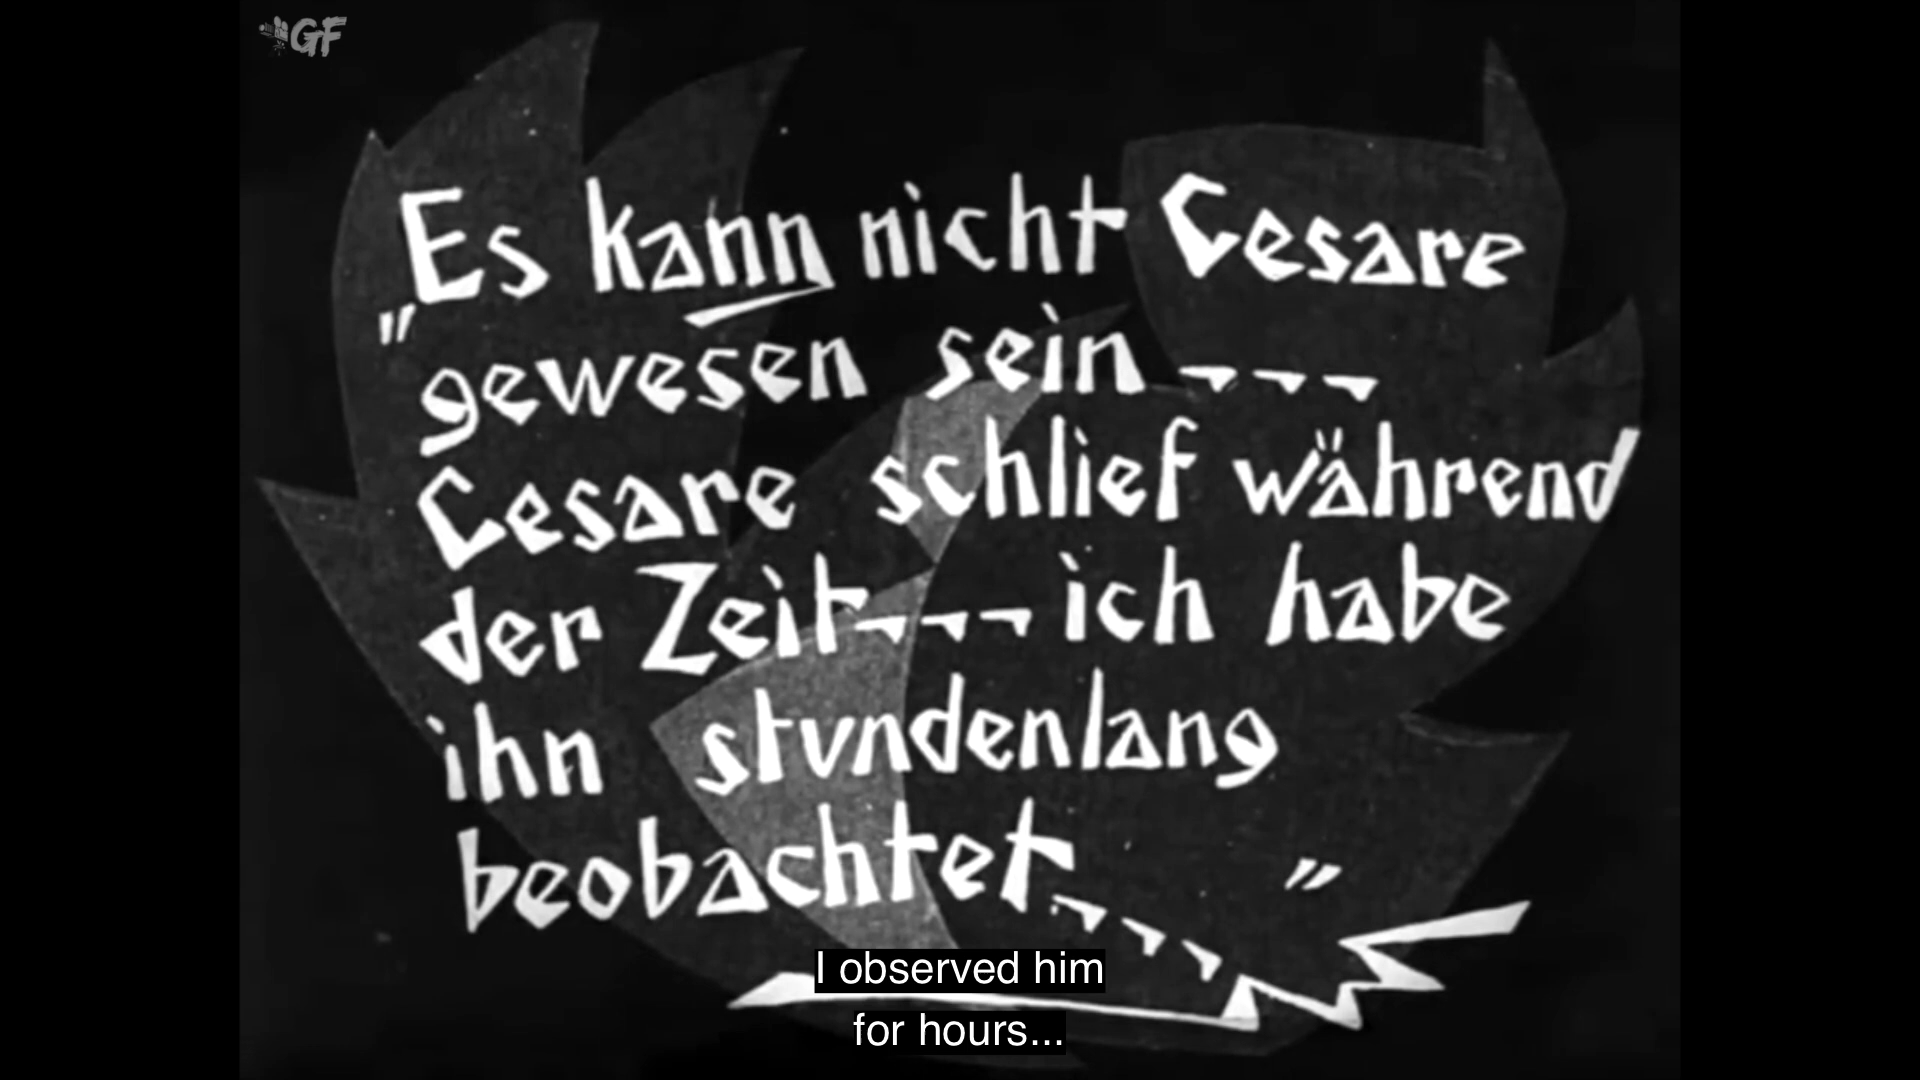 GF
„Es kann nicht Cesare
gewesen sein - - -
Cesare schlief während
der Zeit - - - ich habe
ihn stundenlang
beobachtet - - - "
I observed him
for hours...